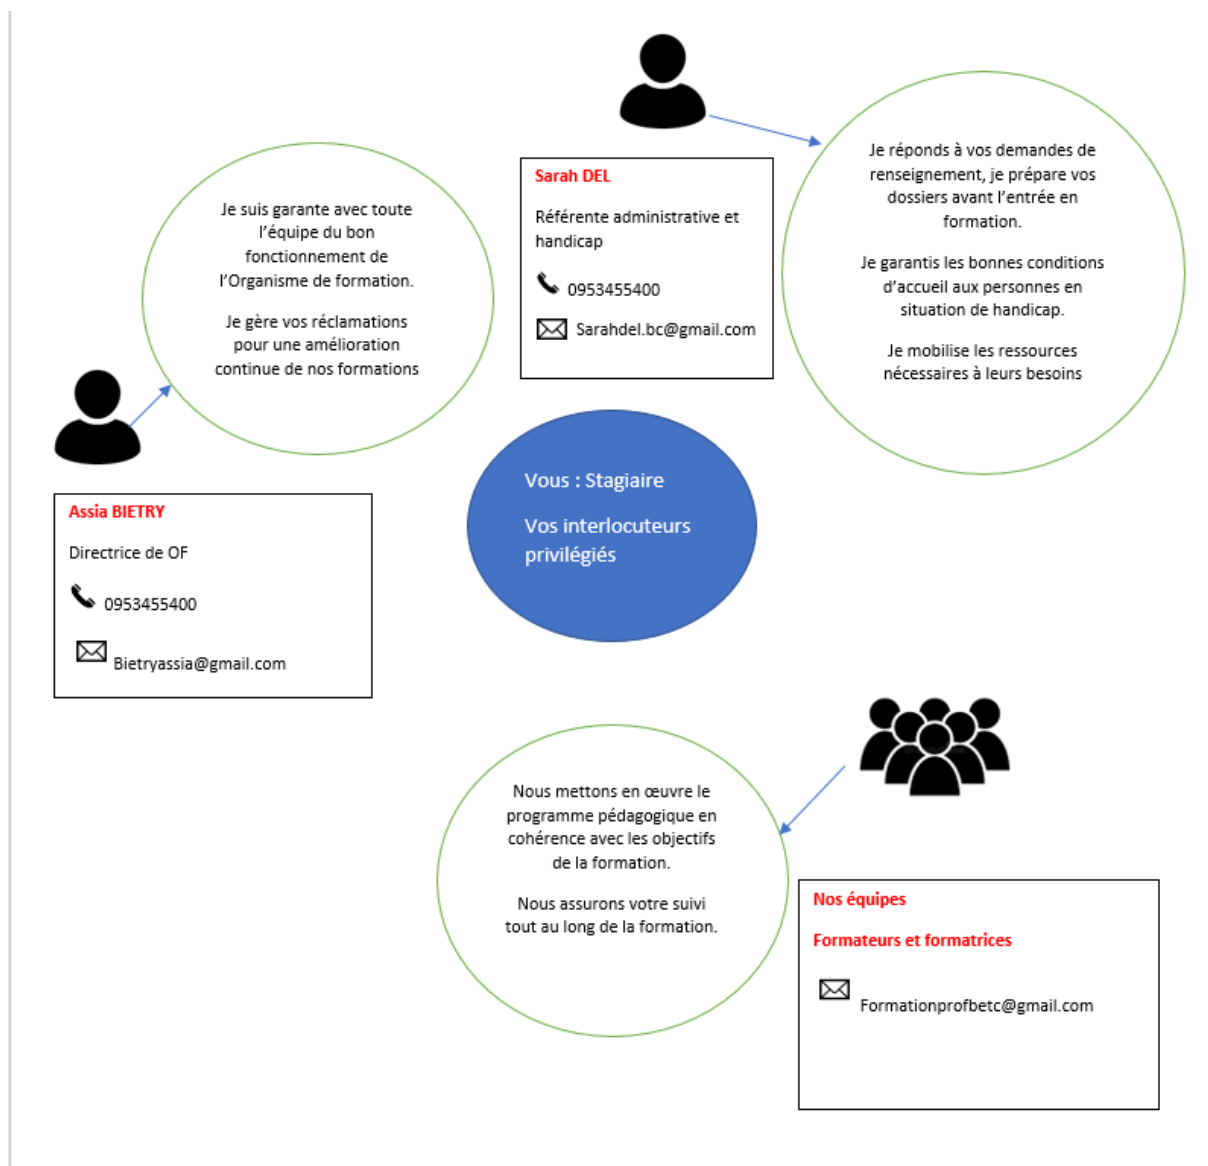 Sarah DEL
Référente administrative et
handicap
0953455400
Sarahdel.bc@gmail.com
Je réponds à vos demandes de
renseignement, je prépare vos
dossiers avant l’entrée en
formation.
Je garantis les bonnes conditions
d’accueil aux personnes en
situation de handicap.
Je mobilise les ressources
nécessaires à leurs besoins
Je suis garante avec toute
l’équipe du bon
fonctionnement de
l’Organisme de formation.
Je gère vos réclamations
pour une amélioration
continue de nos formations
Assia BIETRY
Directrice de OF
0953455400
Bietryassia@gmail.com
Vous : Stagiaire
Vos interlocuteurs
privilégiés
Nous mettons en œuvre le
programme pédagogique en
cohérence avec les objectifs
de la formation.
Nous assurons votre suivi
tout au long de la formation.
Nos équipes
Formateurs et formatrices
Formationprofbetc@gmail.com